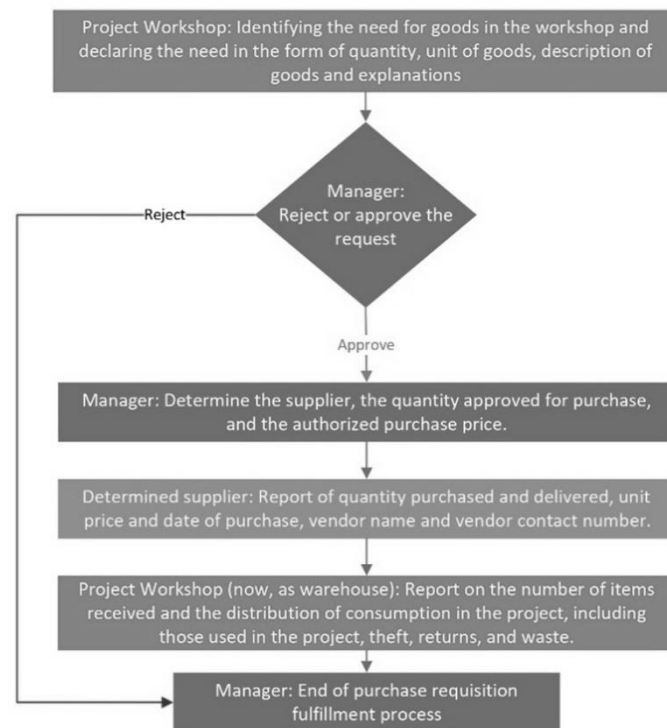 Project Workshop: Identifying the need for goods in the workshop and
declaring the need in the form of quantity, unit of goods, description of
goods and explanations
Manager:
Reject or approve the
request
Reject
Approve
Manager: Determine the supplier, the quantity approved for purchase,
and the authorized purchase price.
Determined supplier: Report of quantity purchased and delivered, unit
price and date of purchase, vendor name and vendor contact number.
Project Workshop (now, as warehouse): Report on the number of items
received and the distribution of consumption in the project, including
those used in the project, theft, returns, and waste.
Manager: End of purchase requisition
fulfillment process